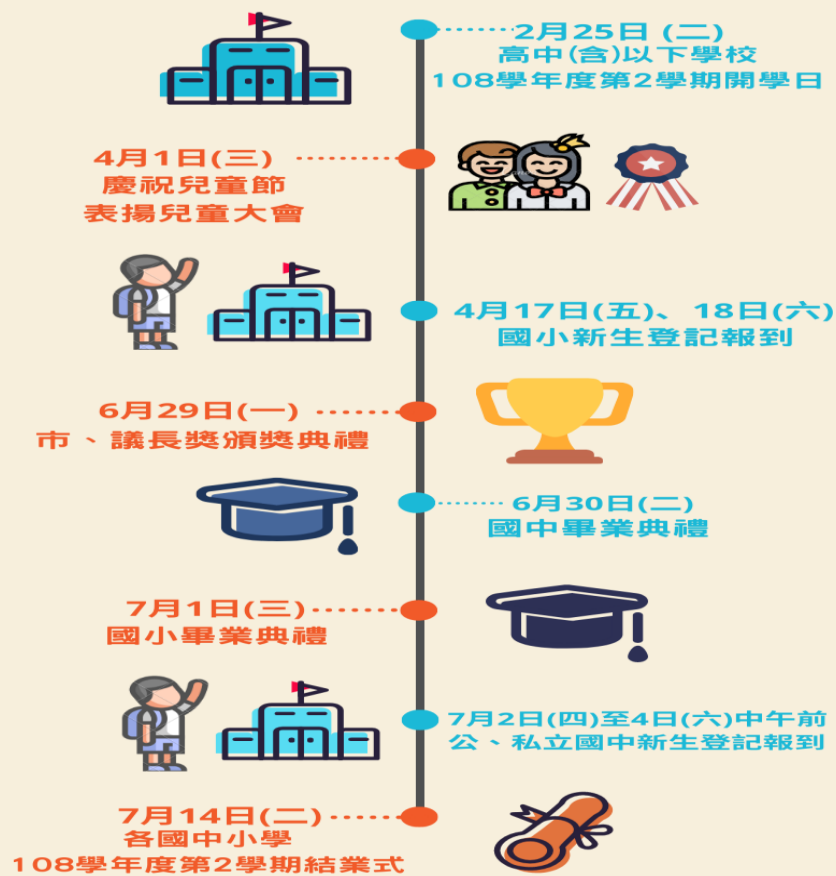 2月25日 (二)
高中(含)以下學校
108學年度第2學期開學日
4月1日(三)
慶祝兒童節
表揚兒童大會
4月17日(五)、18日(六)
國小新生登記報到
6月29日(一)
市、議長獎頒獎典禮
6月30日(二)
國中畢業典禮
7月1日(三)
國小畢業典禮
7月2日(四)至4日(六)中午前
公、私立國中新生登記報到
7月14日(二)
各國中小學
108學年度第2學期結業式